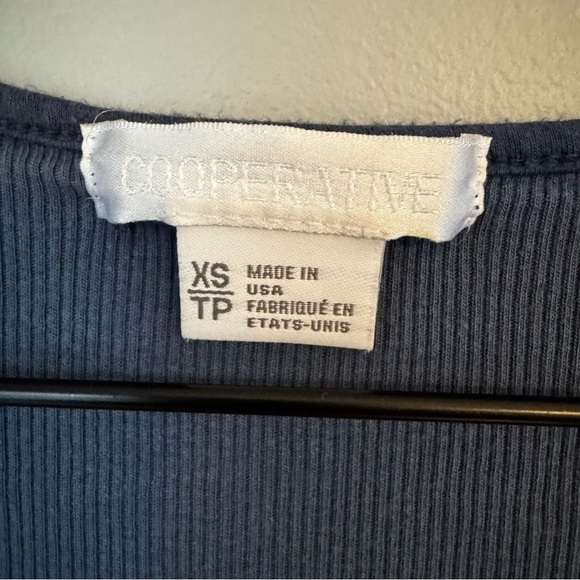 COOPERATIVE
XS
TP
MADE IN
USA
FABRIQUÉ EN
ETATS-UNIS